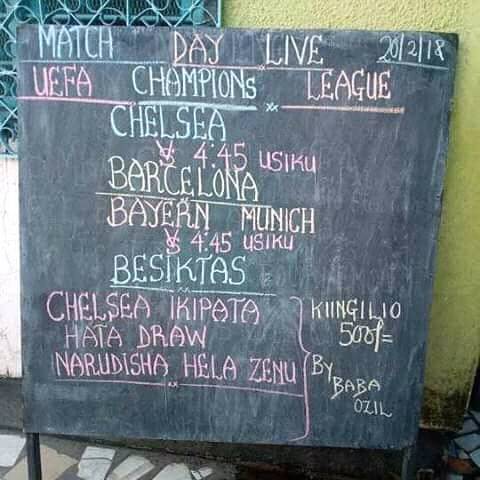 MATCH DAY LIVE 20/2/18
UEFA CHAMPIONs LEAGUE
CHELSEA
VS 4:45 USIKU
BARCELONA
BAYERN MUNICH
VS 4:45 USIKU
BESIKTAS
CHELSEA IKIPATA
HATA DRAW
NARUDISHA HELA ZENU
KIINGILIO
500/=
By BABA
OZIL